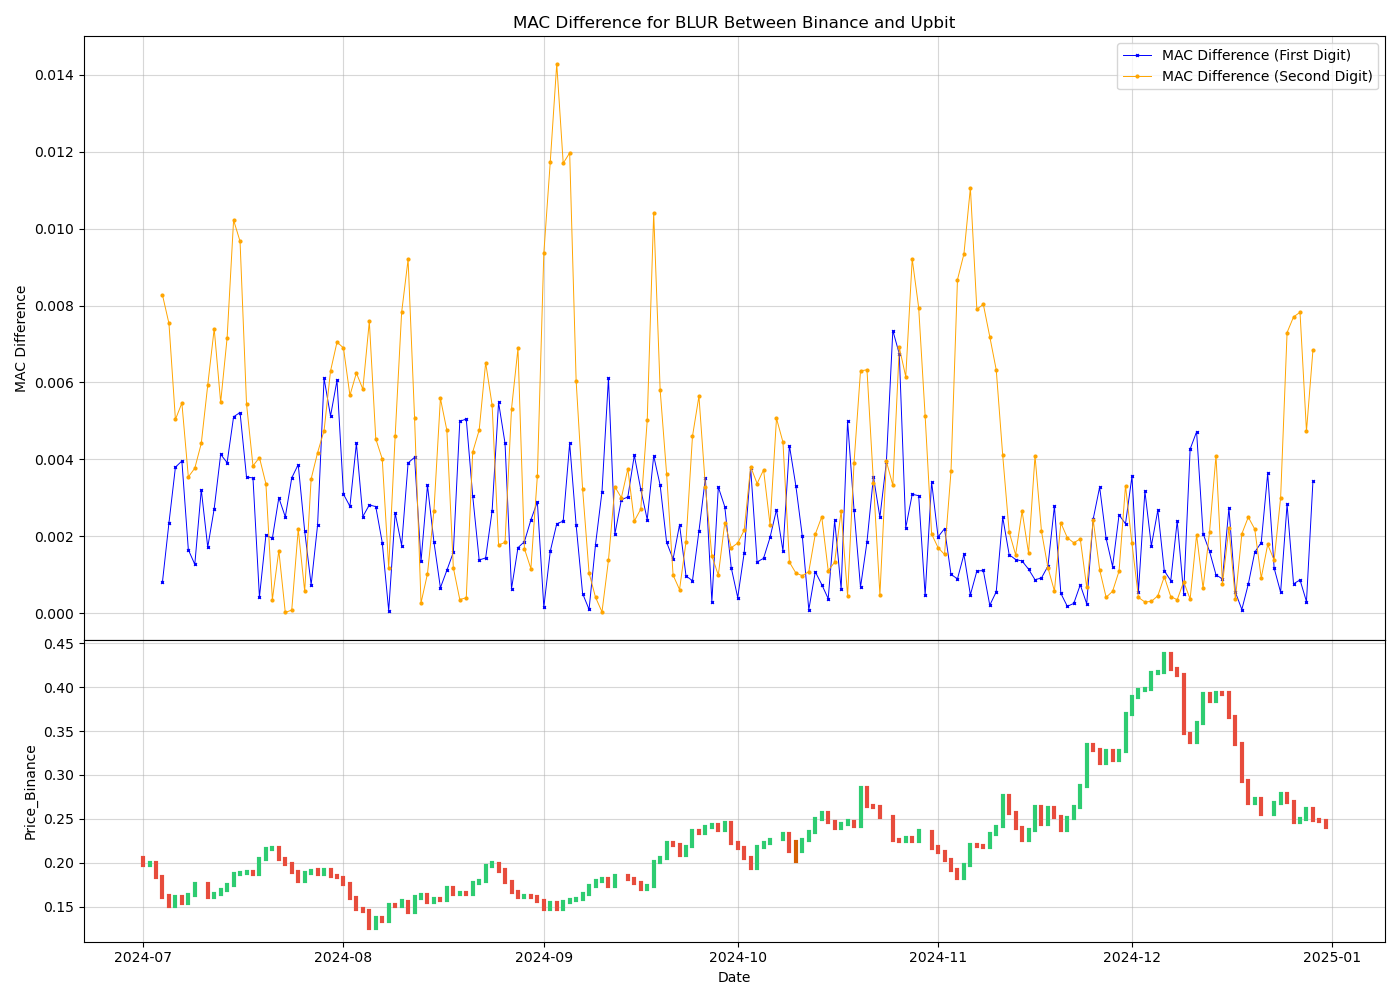 MAC Difference for BLUR Between Binance and Upbit
MAC Difference (First Digit)
MAC Difference (Second Digit)
0.014
0.012
0.010
0.008
0.006
0.004
0.002
0.000
MAC Difference
0.45
0.40
0.35
0.30
0.25
0.20
0.15
Price_Binance
2024-07 2024-08 2024-09 2024-10 2024-11 2024-12 2025-01
Date